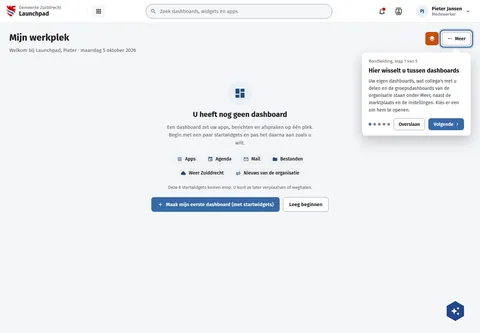 Gemeente Zuiddrecht
Launchpad
Zoek dashboards, widgets en apps
PJ
Pieter Jansen
Medewerker
Mijn werkplek
Welkom bij Launchpad, Pieter · maandag 5 oktober 2026
Meer
Rondleiding, stap 1 van 5
Hier wisselt u tussen dashboards
Uw eigen dashboards, wat collega's met u
delen en de groepsdashboards van de
organisatie staan onder Meer, naast de
marktplaats en de instellingen. Kies er een
om hem te openen.
Overslaan
Volgende
U heeft nog geen dashboard
Een dashboard zet uw apps, berichten en afspraken op één plek.
Begin met een paar startwidgets en pas het daarna aan zoals u
wilt.
Apps
Agenda
Mail
Bestanden
Weer Zuiddrecht
Nieuws van de organisatie
Deze 6 startwidgets komen erop. U kunt ze later verplaatsen of weghalen.
Maak mijn eerste dashboard (met startwidgets)
Leeg beginnen